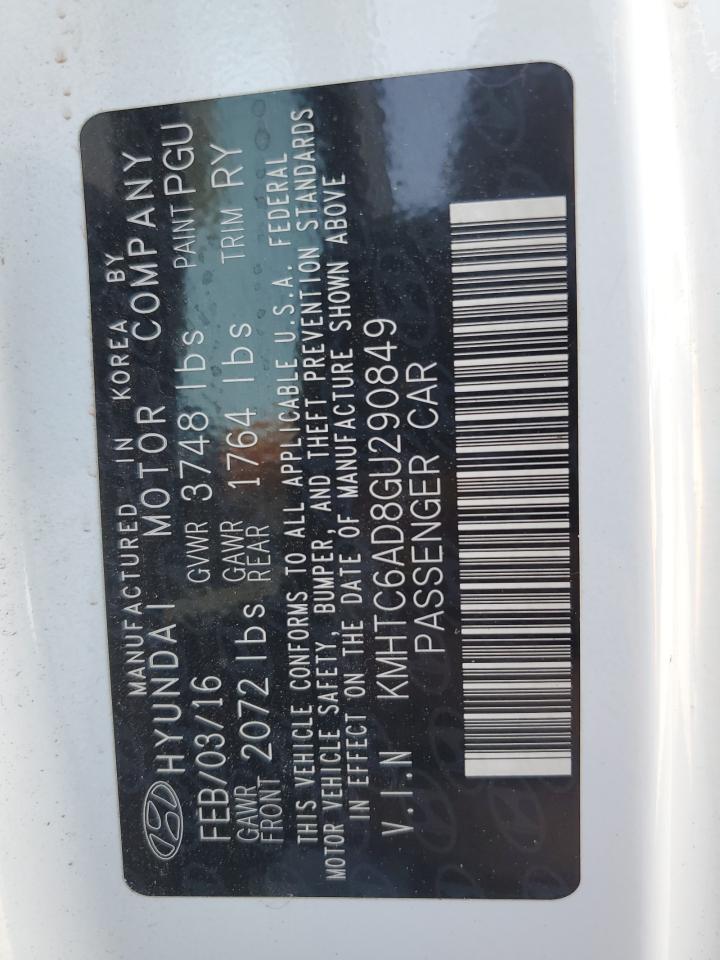 MANUFACTURED IN KOREA BY
HYUNDAI MOTOR COMPANY
FEB/03/16 GVWR 3748 lbs PAINT PGU
GAWR FRONT 2072 lbs GAWR REAR 1764 lbs TRIM RY
THIS VEHICLE CONFORMS TO ALL APPLICABLE U.S.A. FEDERAL
MOTOR VEHICLE SAFETY, BUMPER, AND THEFT PREVENTION STANDARDS
IN EFFECT ON THE DATE OF MANUFACTURE SHOWN ABOVE
V.I.N KMHTC6AD8GU290849
PASSENGER CAR